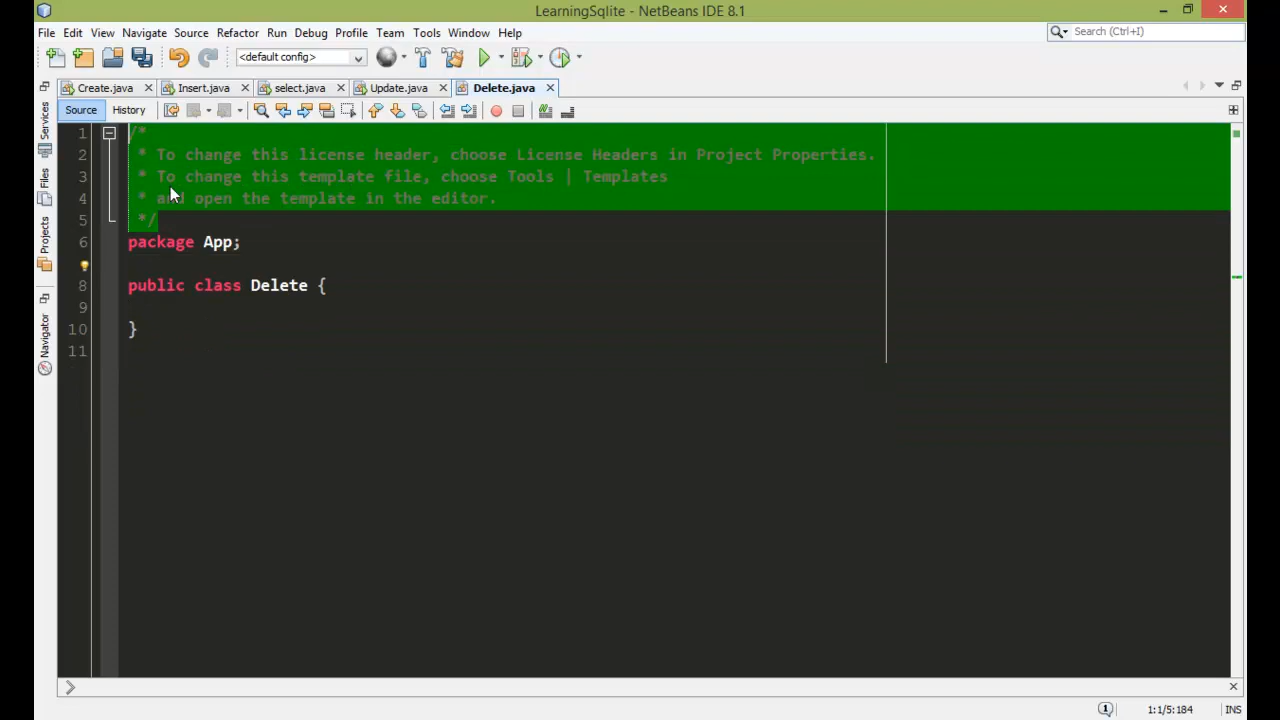 LearningSqlite - NetBeans IDE 8.1
File Edit View Navigate Source Refactor Run Debug Profile Team Tools Window Help
Search (Ctrl+I)
<default config>
Create.java Insert.java select.java Update.java Delete.java
Source History
Services
Files
Projects
Navigator
1 /*
2 * To change this license header, choose License Headers in Project Properties.
3 * To change this template file, choose Tools | Templates
4 * and open the template in the editor.
5 */
6 package App;
8 public class Delete {
9
10 }
11
1:1/5:184 INS